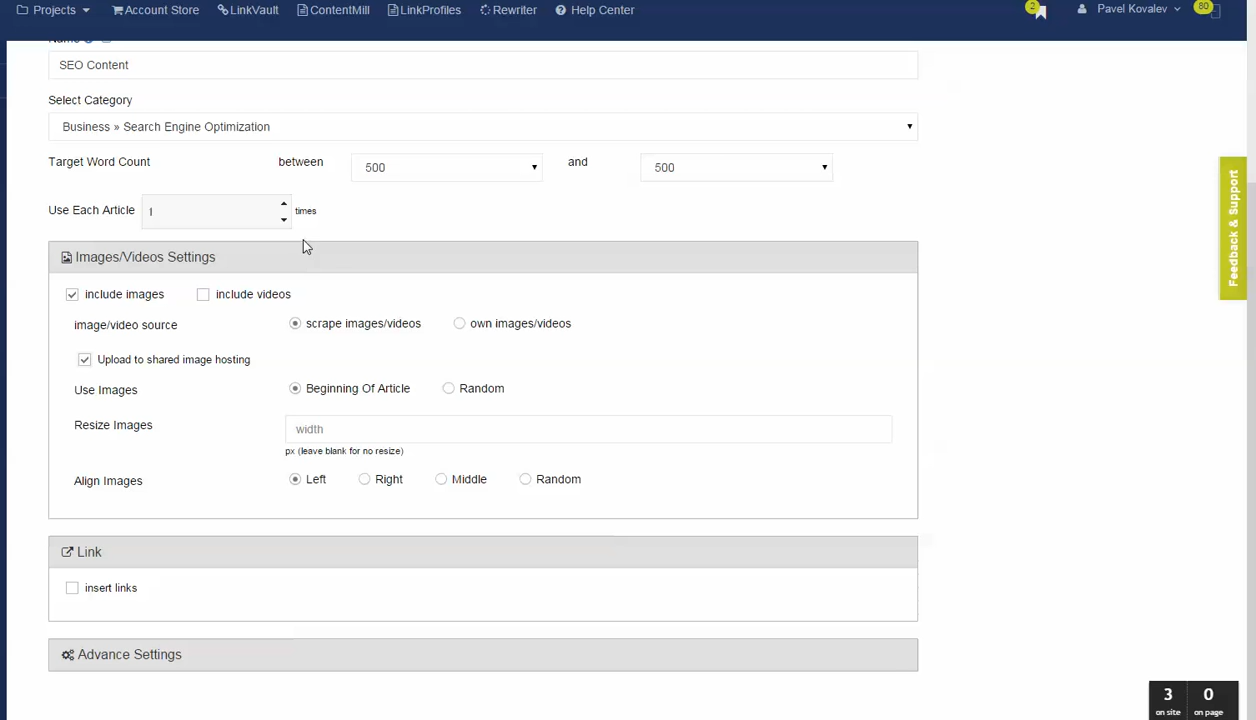 Projects Account Store LinkVault ContentMill LinkProfiles Rewriter Help Center 2 Pavel Kovalev 80
Name
SEO Content
Select Category
Business » Search Engine Optimization
Target Word Count between 500 and 500
Use Each Article 1 times
Images/Videos Settings
include images include videos
image/video source scrape images/videos own images/videos
Upload to shared image hosting
Use Images Beginning Of Article Random
Resize Images width
px (leave blank for no resize)
Align Images Left Right Middle Random
Link
insert links
Advance Settings
Feedback & Support
3 0
on site on page